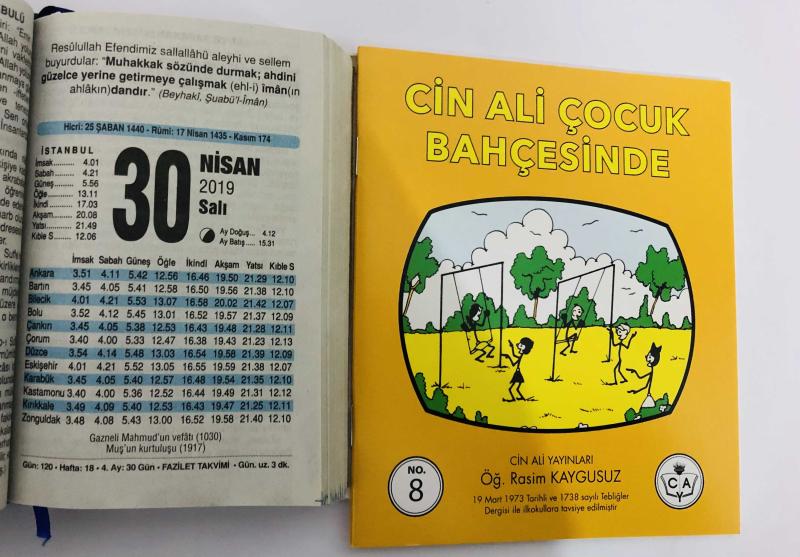 BULÛ
Resûlullah Efendimiz sallallâhü aleyhi ve sellem
buyurdular: "Muhakkak sözünde durmak; ahdini
güzelce yerine getirmeye çalışmak (ehl-i) îmân(ın
ahlâkın)dandır." (Beyhakî, Şuabü'l-Îmân)
Hicri: 25 ŞABAN 1440 - Rûmi: 17 Nisan 1435 - Kasım 174
İSTANBUL
İmsak.......... 4.01
Sabah.......... 4.21
Güneş......... 5.56
Öğle............ 13.11
İkindi........... 17.03
Akşam......... 20.08
Yatsı............ 21.49
Kıble S........ 12.06
30
NİSAN
2019
Salı
Ay Doğuş... 4.12
Ay Batış..... 15.31
İmsak Sabah Güneş Öğle İkindi Akşam Yatsı Kıble S
Ankara 3.51 4.11 5.42 12.56 16.46 19.50 21.29 12.10
Bartın 3.45 4.05 5.41 12.58 16.50 19.56 21.38 12.10
Bilecik 4.01 4.21 5.53 13.07 16.58 20.02 21.42 12.07
Bolu 3.52 4.12 5.45 13.01 16.52 19.57 21.37 12.09
Çankırı 3.45 4.05 5.38 12.53 16.43 19.48 21.28 12.11
Çorum 3.40 4.00 5.33 12.47 16.38 19.43 21.23 12.13
Düzce 3.54 4.14 5.48 13.03 16.54 19.58 21.39 12.09
Eskişehir 4.01 4.21 5.52 13.05 16.55 19.59 21.38 12.07
Karabük 3.45 4.05 5.40 12.57 16.48 19.54 21.35 12.10
Kastamonu 3.40 4.00 5.36 12.52 16.44 19.49 21.31 12.12
Kırıkkale 3.49 4.09 5.40 12.53 16.43 19.47 21.25 12.11
Zonguldak 3.48 4.08 5.43 12.59 16.52 19.58 21.40 12.10
Gazneli Mahmud'un vefâtı (1030)
Muş'un kurtuluşu (1917)
Gün: 120 • Hafta: 18 • 4. Ay: 30 Gün • FAZİLET TAKVİMİ • Gün. uz. 3 dk.
CİN ALİ ÇOCUK
BAHÇESİNDE
CİN ALİ YAYINLARI
Öğ. Rasim KAYGUSUZ
19 Mart 1973 Tarihli ve 1738 sayılı Tebliğler
Dergisi ile ilkokullara tavsiye edilmiştir
NO.
8
C A
Y